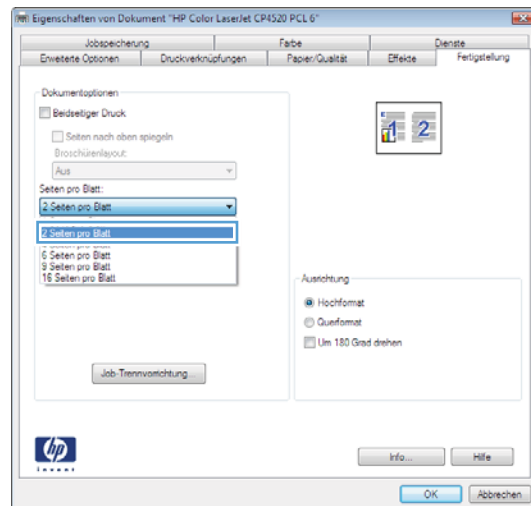 Eigenschaften von Dokument "HP Color LaserJet CP4520 PCL 6"
Jobspeicherung Farbe Dienste
Erweiterte Optionen Druckverknüpfungen Papier/Qualität Effekte Fertigstellung
Dokumentoptionen
Beidseitiger Druck
Seiten nach oben spiegeln
Broschürenlayout:
Aus
Seiten pro Blatt:
2 Seiten pro Blatt
2 Seiten pro Blatt
6 Seiten pro Blatt
9 Seiten pro Blatt
16 Seiten pro Blatt
Job-Trennvorrichtung...
1 2
Ausrichtung
Hochformat
Querformat
Um 180 Grad drehen
hp
invent
Info... Hilfe
OK Abbrechen